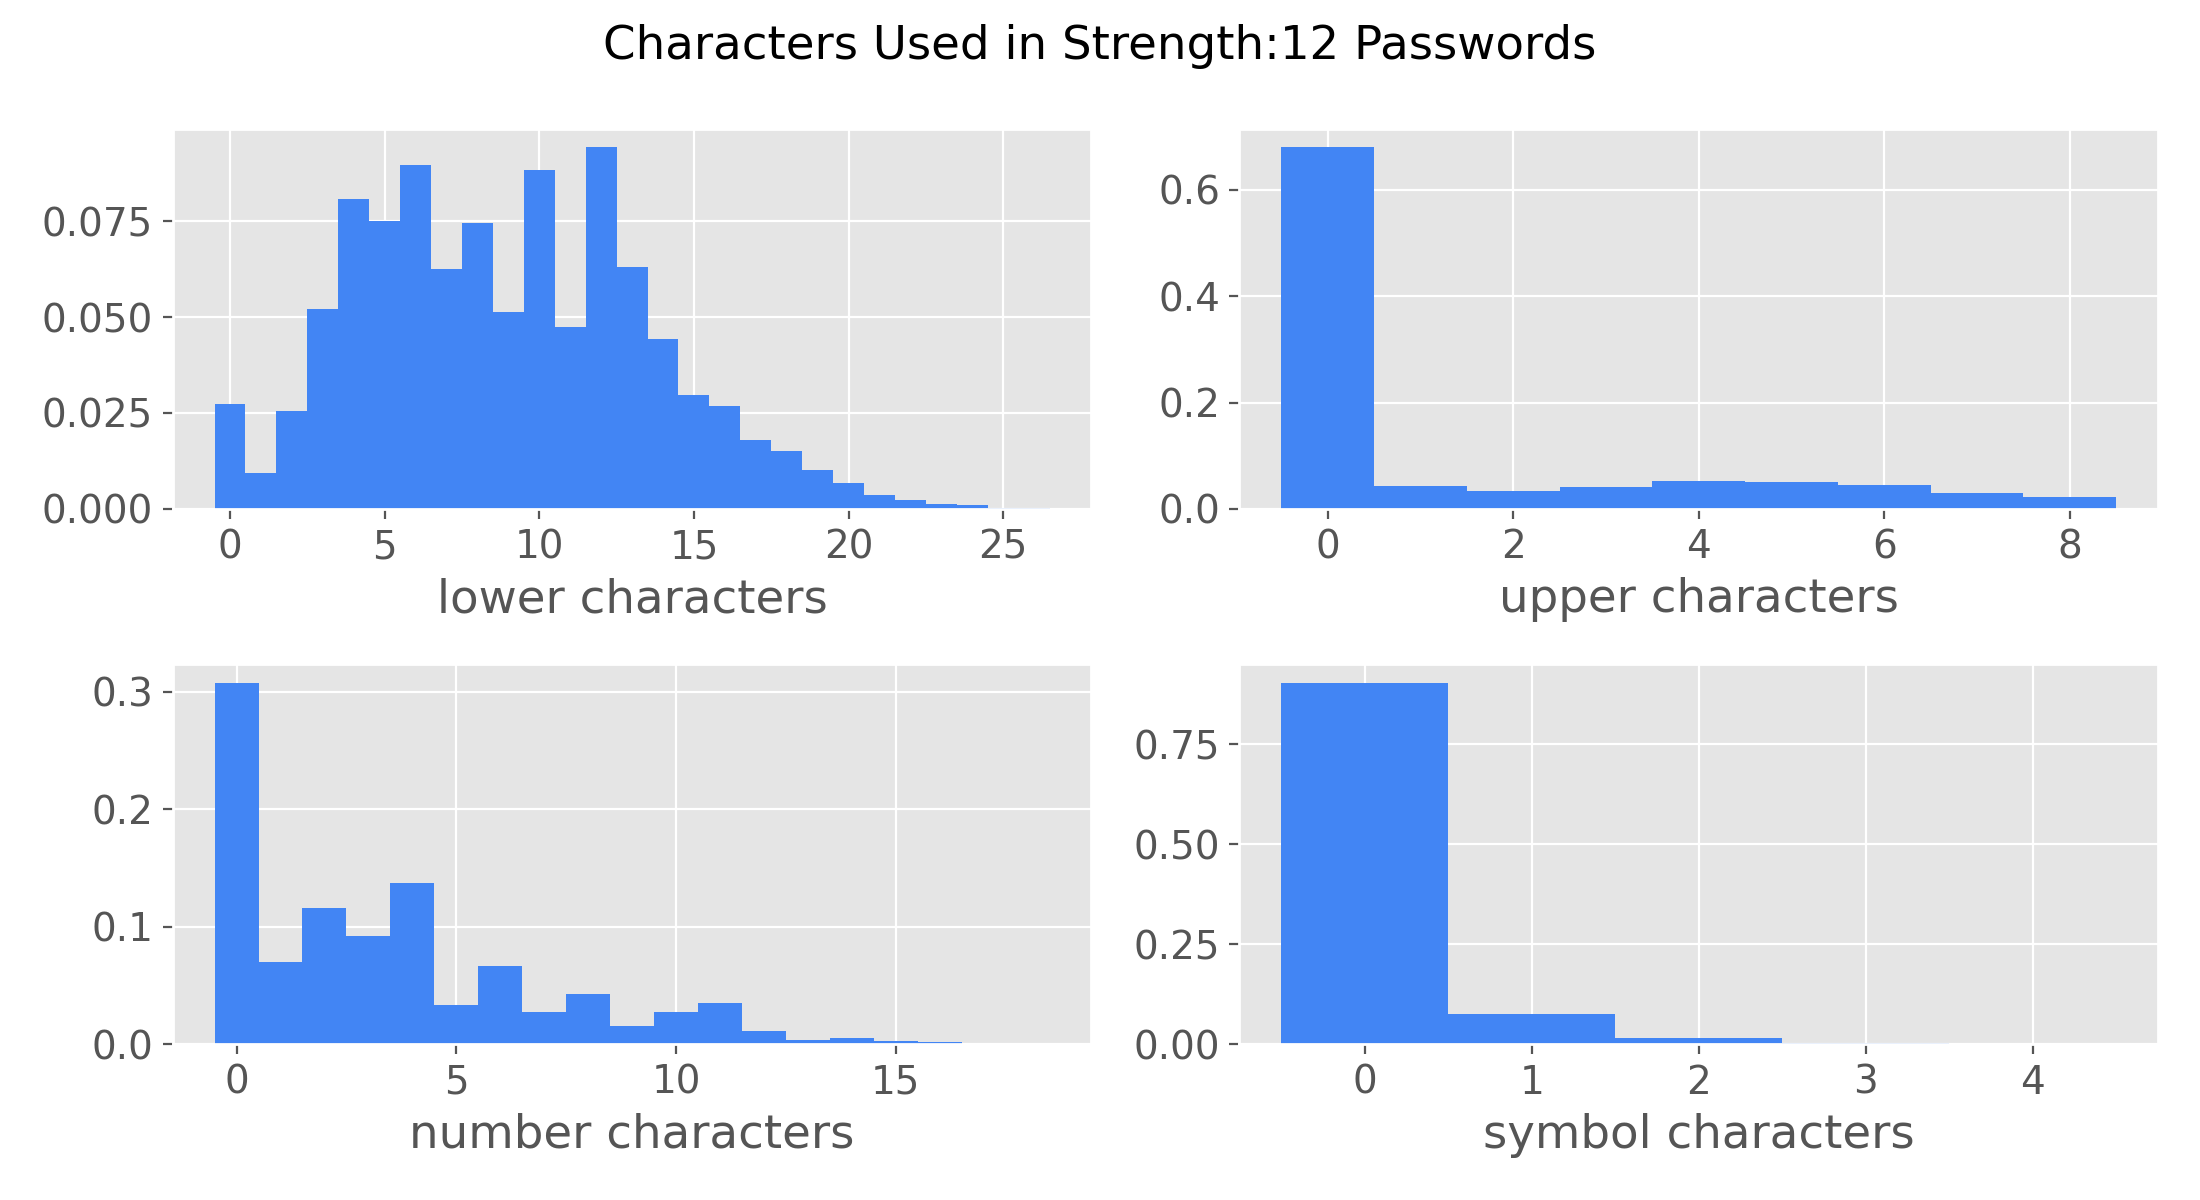 Characters Used in Strength:12 Passwords
0.075
0.050
0.025
0.000
0 5 10 15 20 25
lower characters
0.6
0.4
0.2
0.0
0 2 4 6 8
upper characters
0.3
0.2
0.1
0.0
0 5 10 15
number characters
0.75
0.50
0.25
0.00
0 1 2 3 4
symbol characters